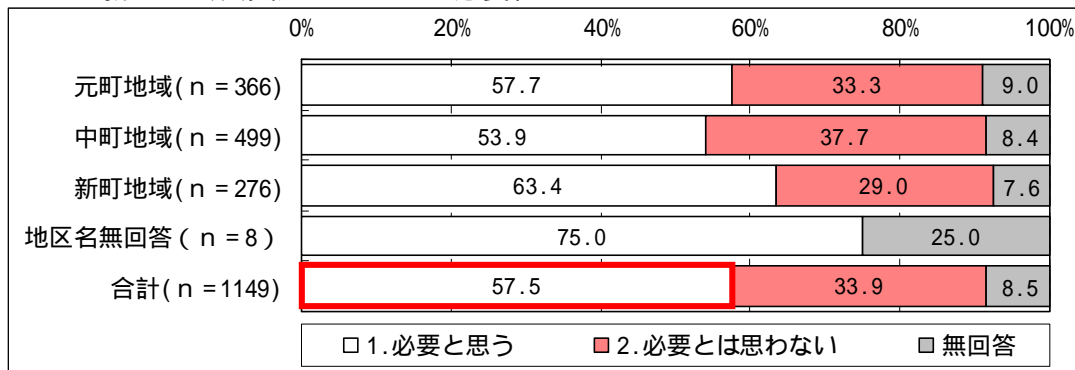 0% 20% 40% 60% 80% 100%
元町地域(ｎ=366) 57.7 33.3 9.0
中町地域(ｎ=499) 53.9 37.7 8.4
新町地域(ｎ=276) 63.4 29.0 7.6
地区名無回答(ｎ=8) 75.0 25.0
合計(ｎ=1149) 57.5 33.9 8.5
1.必要と思う 2.必要とは思わない 無回答